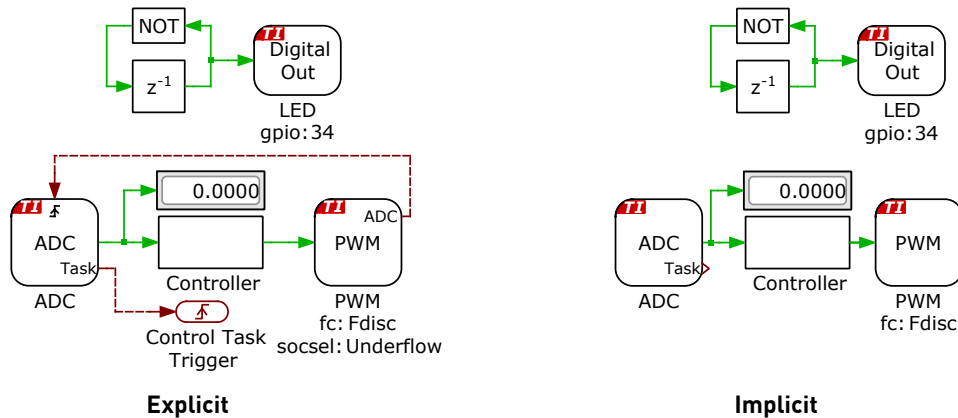 NOT
z-1
TI
Digital
Out
LED
gpio:34
0.0000
TI
ADC
Task
ADC
Controller
TI
ADC
PWM
PWM
fc: Fdisc
socsel: Underflow
Control Task
Trigger
Explicit
NOT
z-1
TI
Digital
Out
LED
gpio:34
0.0000
TI
ADC
Task
ADC
Controller
TI
PWM
PWM
fc: Fdisc
Implicit